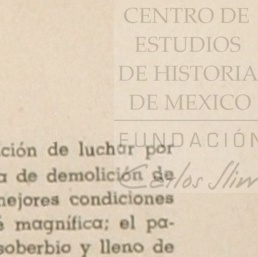 CENTRO DE
ESTUDIOS
DE HISTORIA
DE MEXICO
FUNDACIÓN
Carlos Slim
ción de luchar por
a de demolición de
mejores condiciones
é magnífica; el pa-
soberbio y lleno de